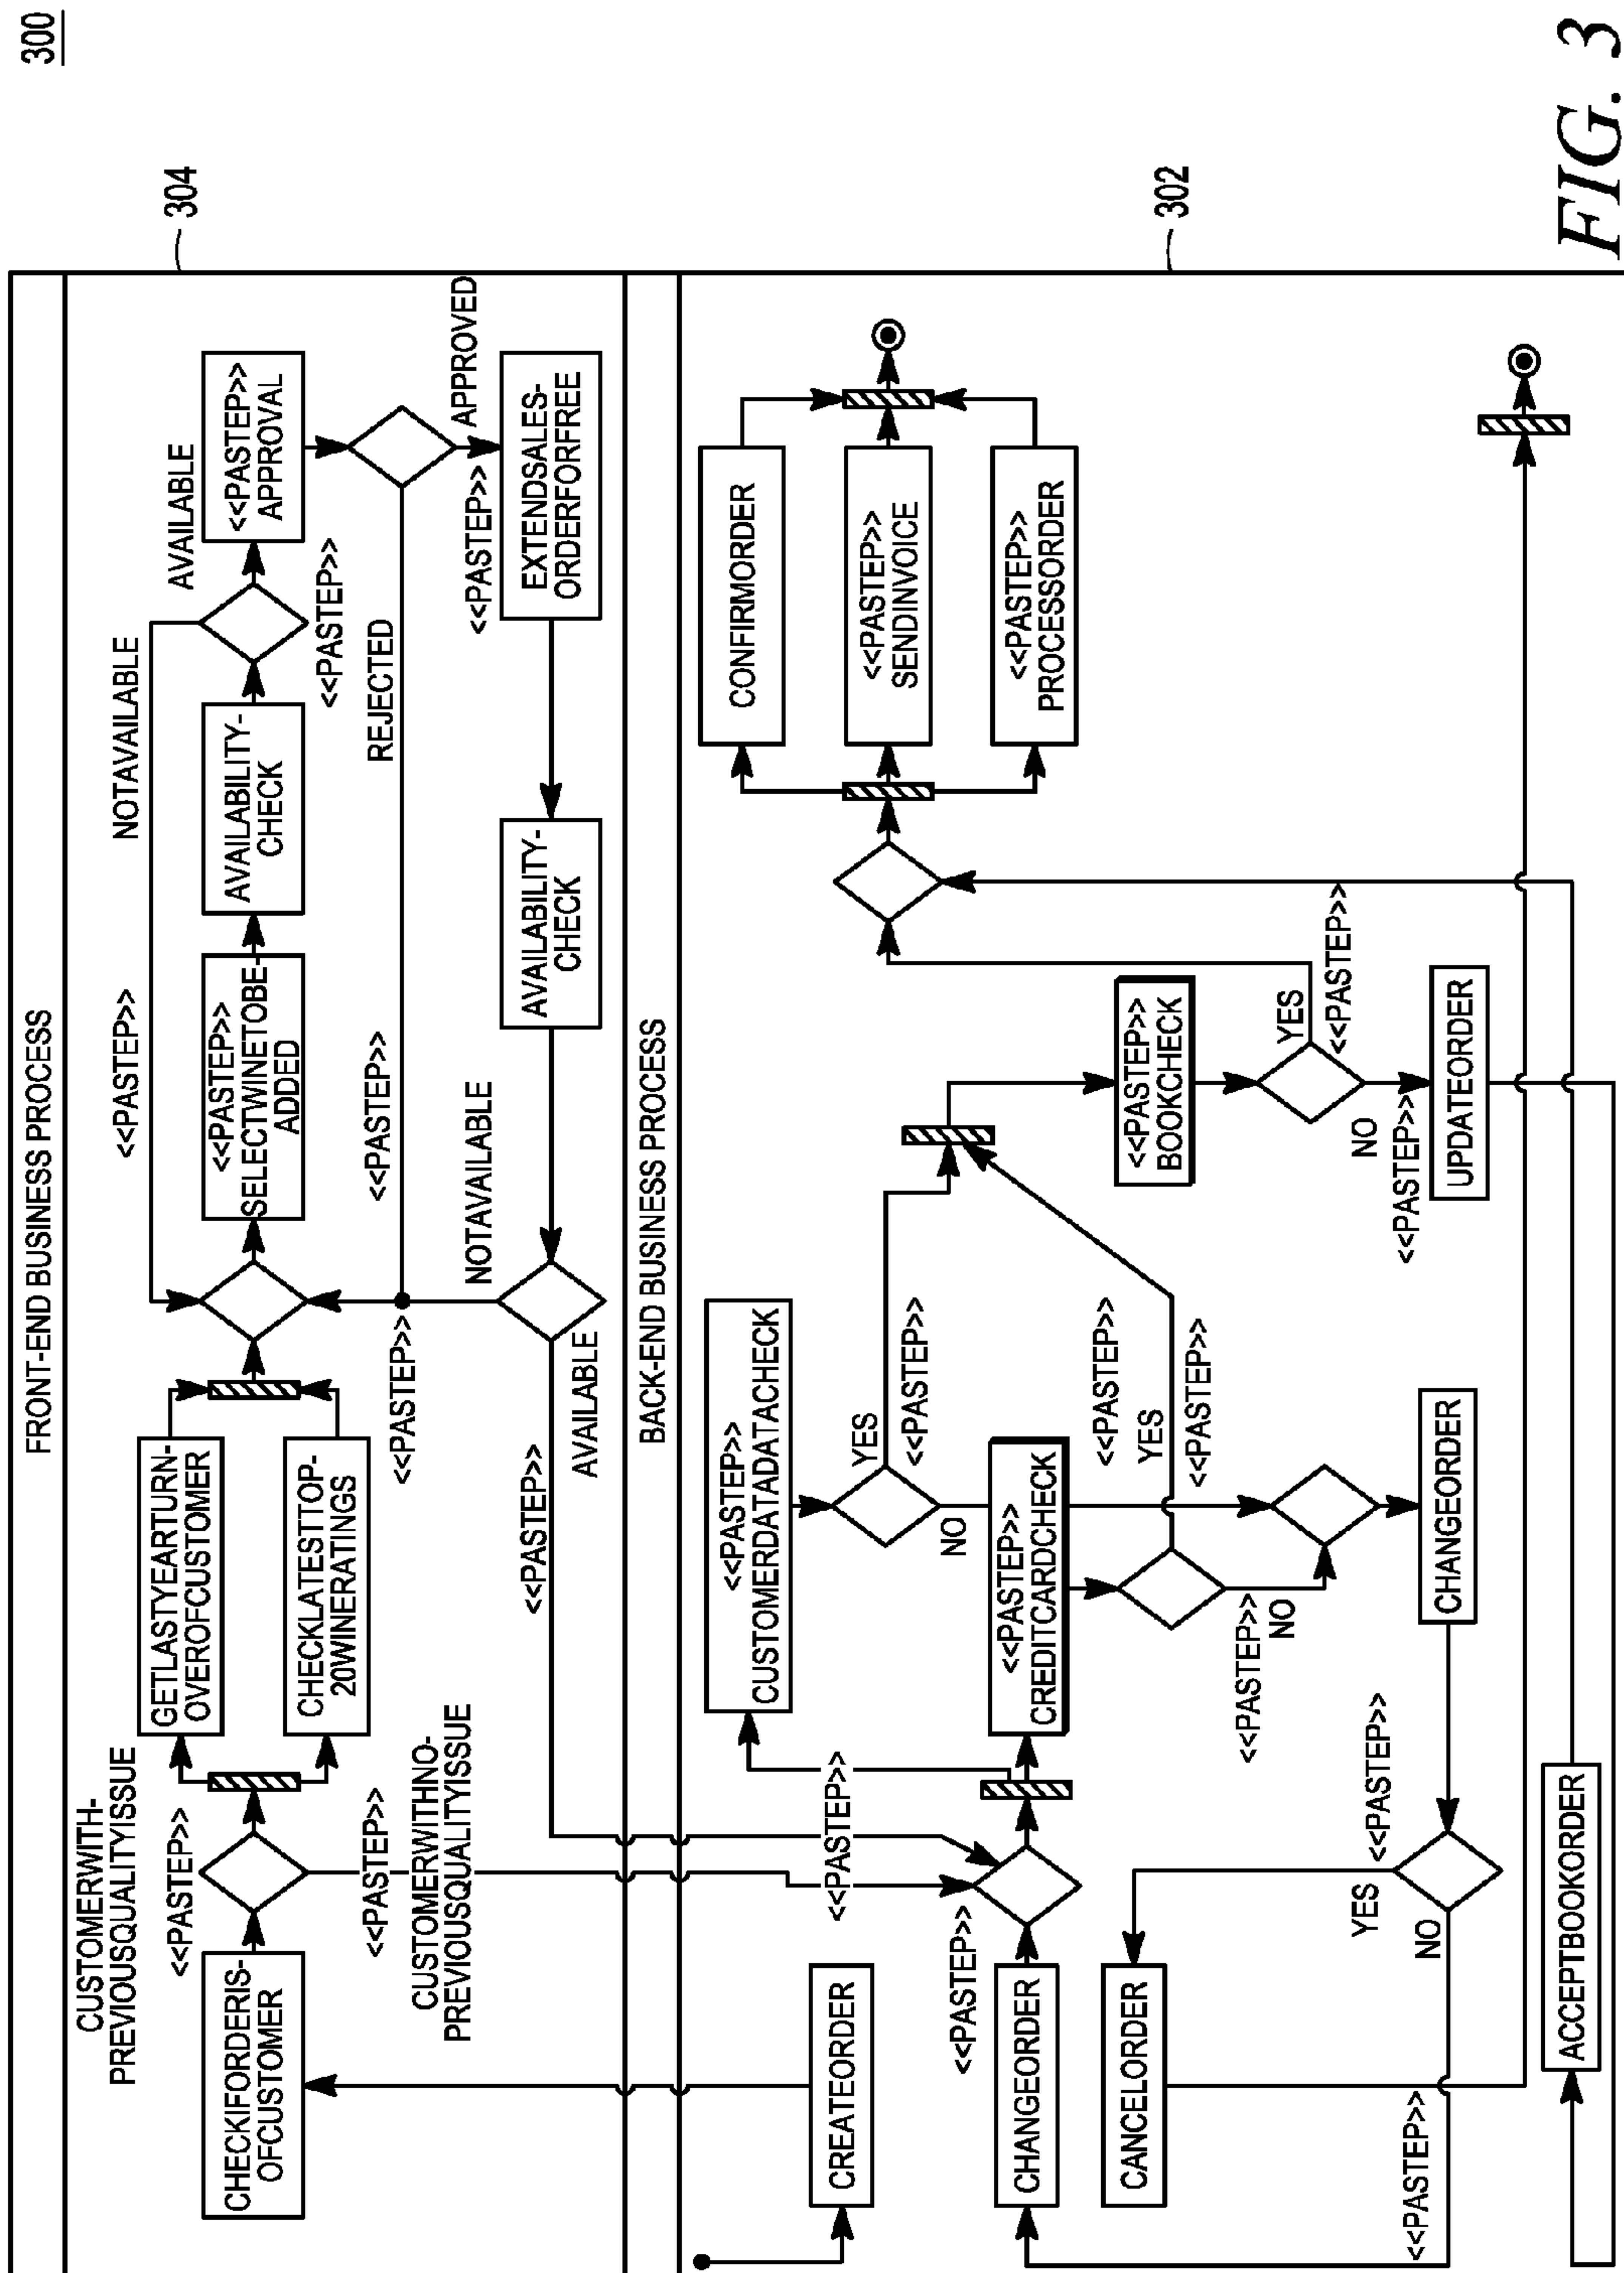 300
FRONT-END BUSINESS PROCESS
304
CUSTOMERWITH-
PREVIOUSQUALITYISSUE
<<PASTEP>>
CHECKIFORDERIS-
OFCUSTOMER
<<PASTEP>>
CUSTOMERWITHNO-
PREVIOUSQUALITYISSUE
GETLASTYEARTURN-
OVEROFCUSTOMER
CHECKLATESTTOP-
20WINERATINGS
<<PASTEP>>
NOTAVAILABLE
<<PASTEP>>
SELECTWINETOBE-
ADDED
AVAILABILITY-
CHECK
AVAILABLE
<<PASTEP>>
<<PASTEP>>
APPROVAL
<<PASTEP>>
REJECTED
<<PASTEP>>
APPROVED
<<PASTEP>>
EXTENDSALES-
ORDERFORFREE
AVAILABILITY-
CHECK
NOTAVAILABLE
AVAILABLE
<<PASTEP>>
BACK-END BUSINESS PROCESS
302
CREATEORDER
<<PASTEP>>
<<PASTEP>>
CHANGEORDER
CANCELORDER
<<PASTEP>>
CUSTOMERDATADATACHECK
YES
<<PASTEP>>
NO
<<PASTEP>>
CREDITCARDCHECK
<<PASTEP>>
YES
<<PASTEP>>
<<PASTEP>>
NO
CHANGEORDER
<<PASTEP>>
YES
NO
<<PASTEP>>
<<PASTEP>>
BOOKCHECK
YES
<<PASTEP>>
NO
<<PASTEP>>
UPDATEORDER
ACCEPTBOOKORDER
CONFIRMORDER
<<PASTEP>>
SENDINVOICE
<<PASTEP>>
PROCESSORDER
FIG. 3